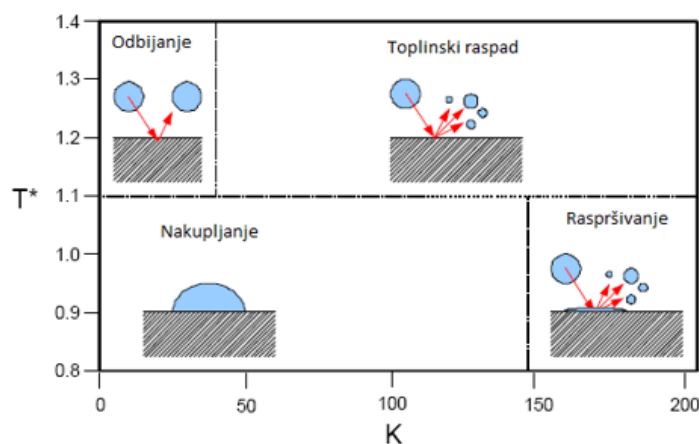 1.4
Odbijanje
Toplinski raspad
1.3
1.2
T*
1.1
Nakupljanje
Raspršivanje
1.0
0.9
0.8
0
50
100
150
200
K